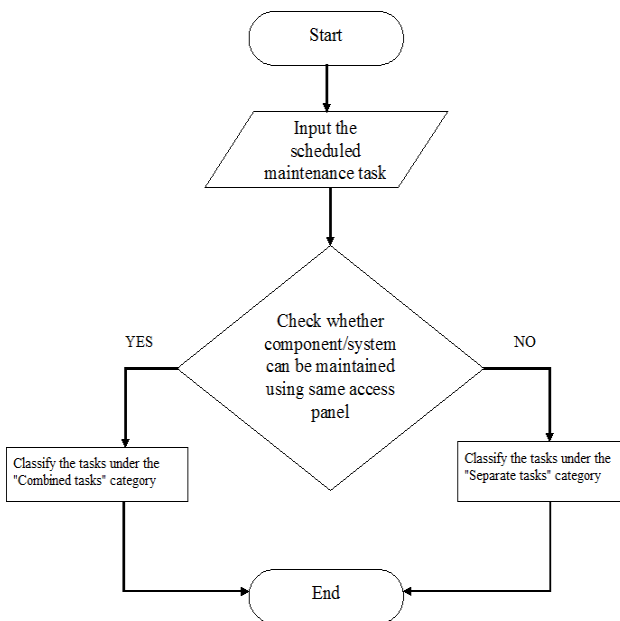 Start
Input the
scheduled
maintenance task
Check whether
component/system
can be maintained
using same access
panel
YES
NO
Classify the tasks under the
"Combined tasks" category
Classify the tasks under the
"Separate tasks" category
End